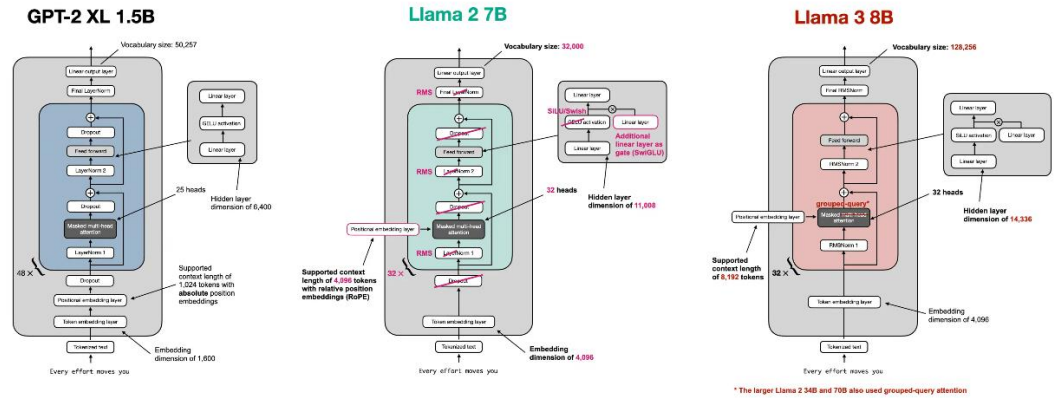 GPT-2 XL 1.5B
Vocabulary size: 50,257
Linear output layer
Final LayerNorm
Dropout
Feed forward
LayerNorm 2
Dropout
Masked multi-head
attention
LayerNorm 1
48 ×
Dropout
Positional embedding layer
Token embedding layer
Tokenized text
Every effort moves you
Linear layer
GELU activation
Linear layer
Hidden layer
dimension of 6,400
25 heads
Supported
context length of
1,024 tokens with
absolute position
embeddings
Embedding
dimension of 1,600
Llama 2 7B
Vocabulary size: 32,000
Linear output layer
RMS
Final LayerNorm
Dropout
Feed forward
RMS
LayerNorm 2
Dropout
Masked multi-head
attention
Positional embedding layer
RMS
LayerNorm 1
32 ×
Dropout
Token embedding layer
Tokenized text
Every effort moves you
Linear layer
SiLU/Swish
GELU activation
Linear layer
Linear layer
Additional
linear layer as
gate (SwiGLU)
Hidden layer
dimension of 11,008
32 heads
Supported context
length of 4,096 tokens
with relative position
embeddings (RoPE)
Embedding dimension of
4,096
Llama 3 8B
Vocabulary size: 128,256
Linear output layer
Final RMSNorm
Feed forward
RMSNorm 2
grouped-query*
Masked multi-head
attention
Positional embedding layer
RMSNorm 1
32 ×
Token embedding layer
Tokenized text
Every effort moves you
Linear layer
SiLU activation
Linear layer
Linear layer
Hidden layer
dimension of 14,336
32 heads
Supported
context length
of 8,192 tokens
Embedding
dimension of 4,096
* The larger Llama 2 34B and 70B also used grouped-query attention